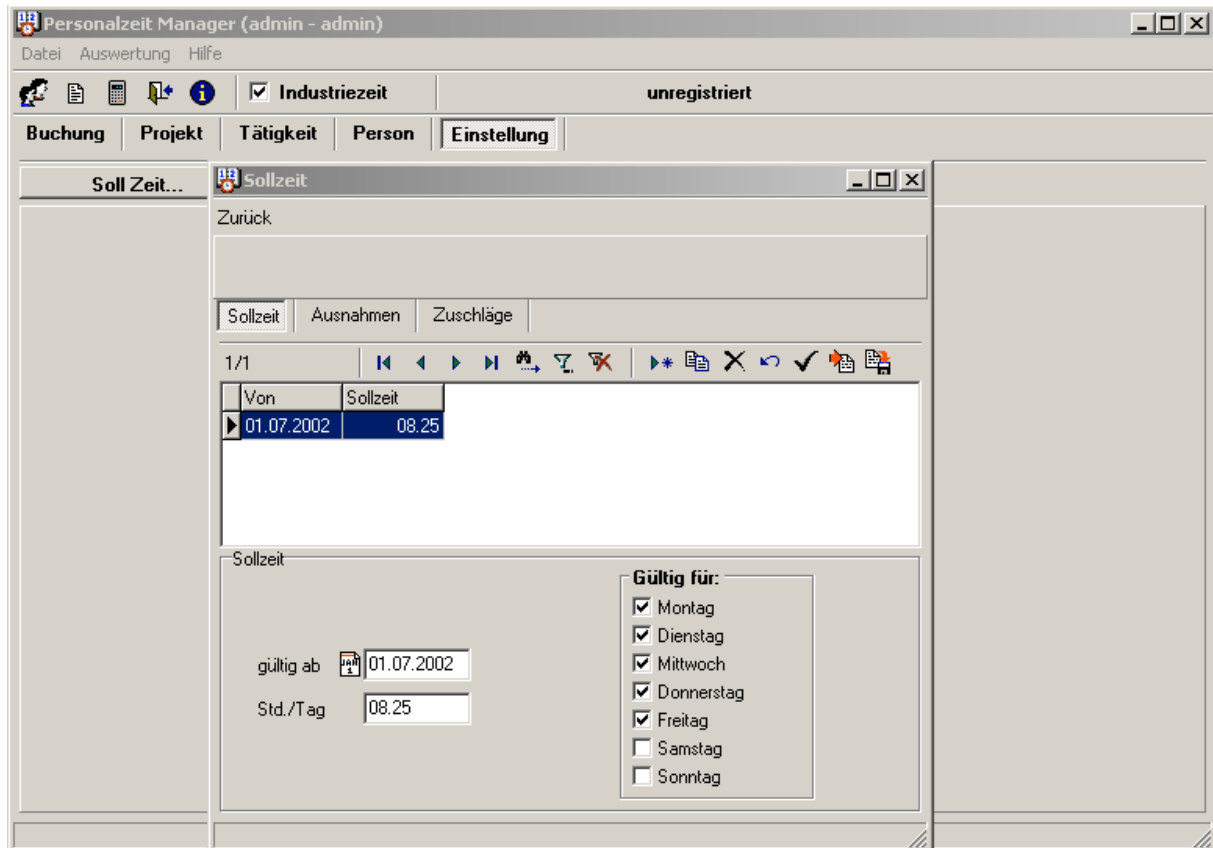 Personalzeit Manager (admin - admin)
Datei Auswertung Hilfe
Industriezeit unregistriert
Buchung Projekt Tätigkeit Person Einstellung
Soll Zeit...
Sollzeit
Zurück
Sollzeit Ausnahmen Zuschläge
1/1
Von Sollzeit
01.07.2002 08.25
Sollzeit
Gültig für:
Montag
Dienstag
gültig ab 01.07.2002
Mittwoch
Donnerstag
Std./Tag 08.25
Freitag
Samstag
Sonntag